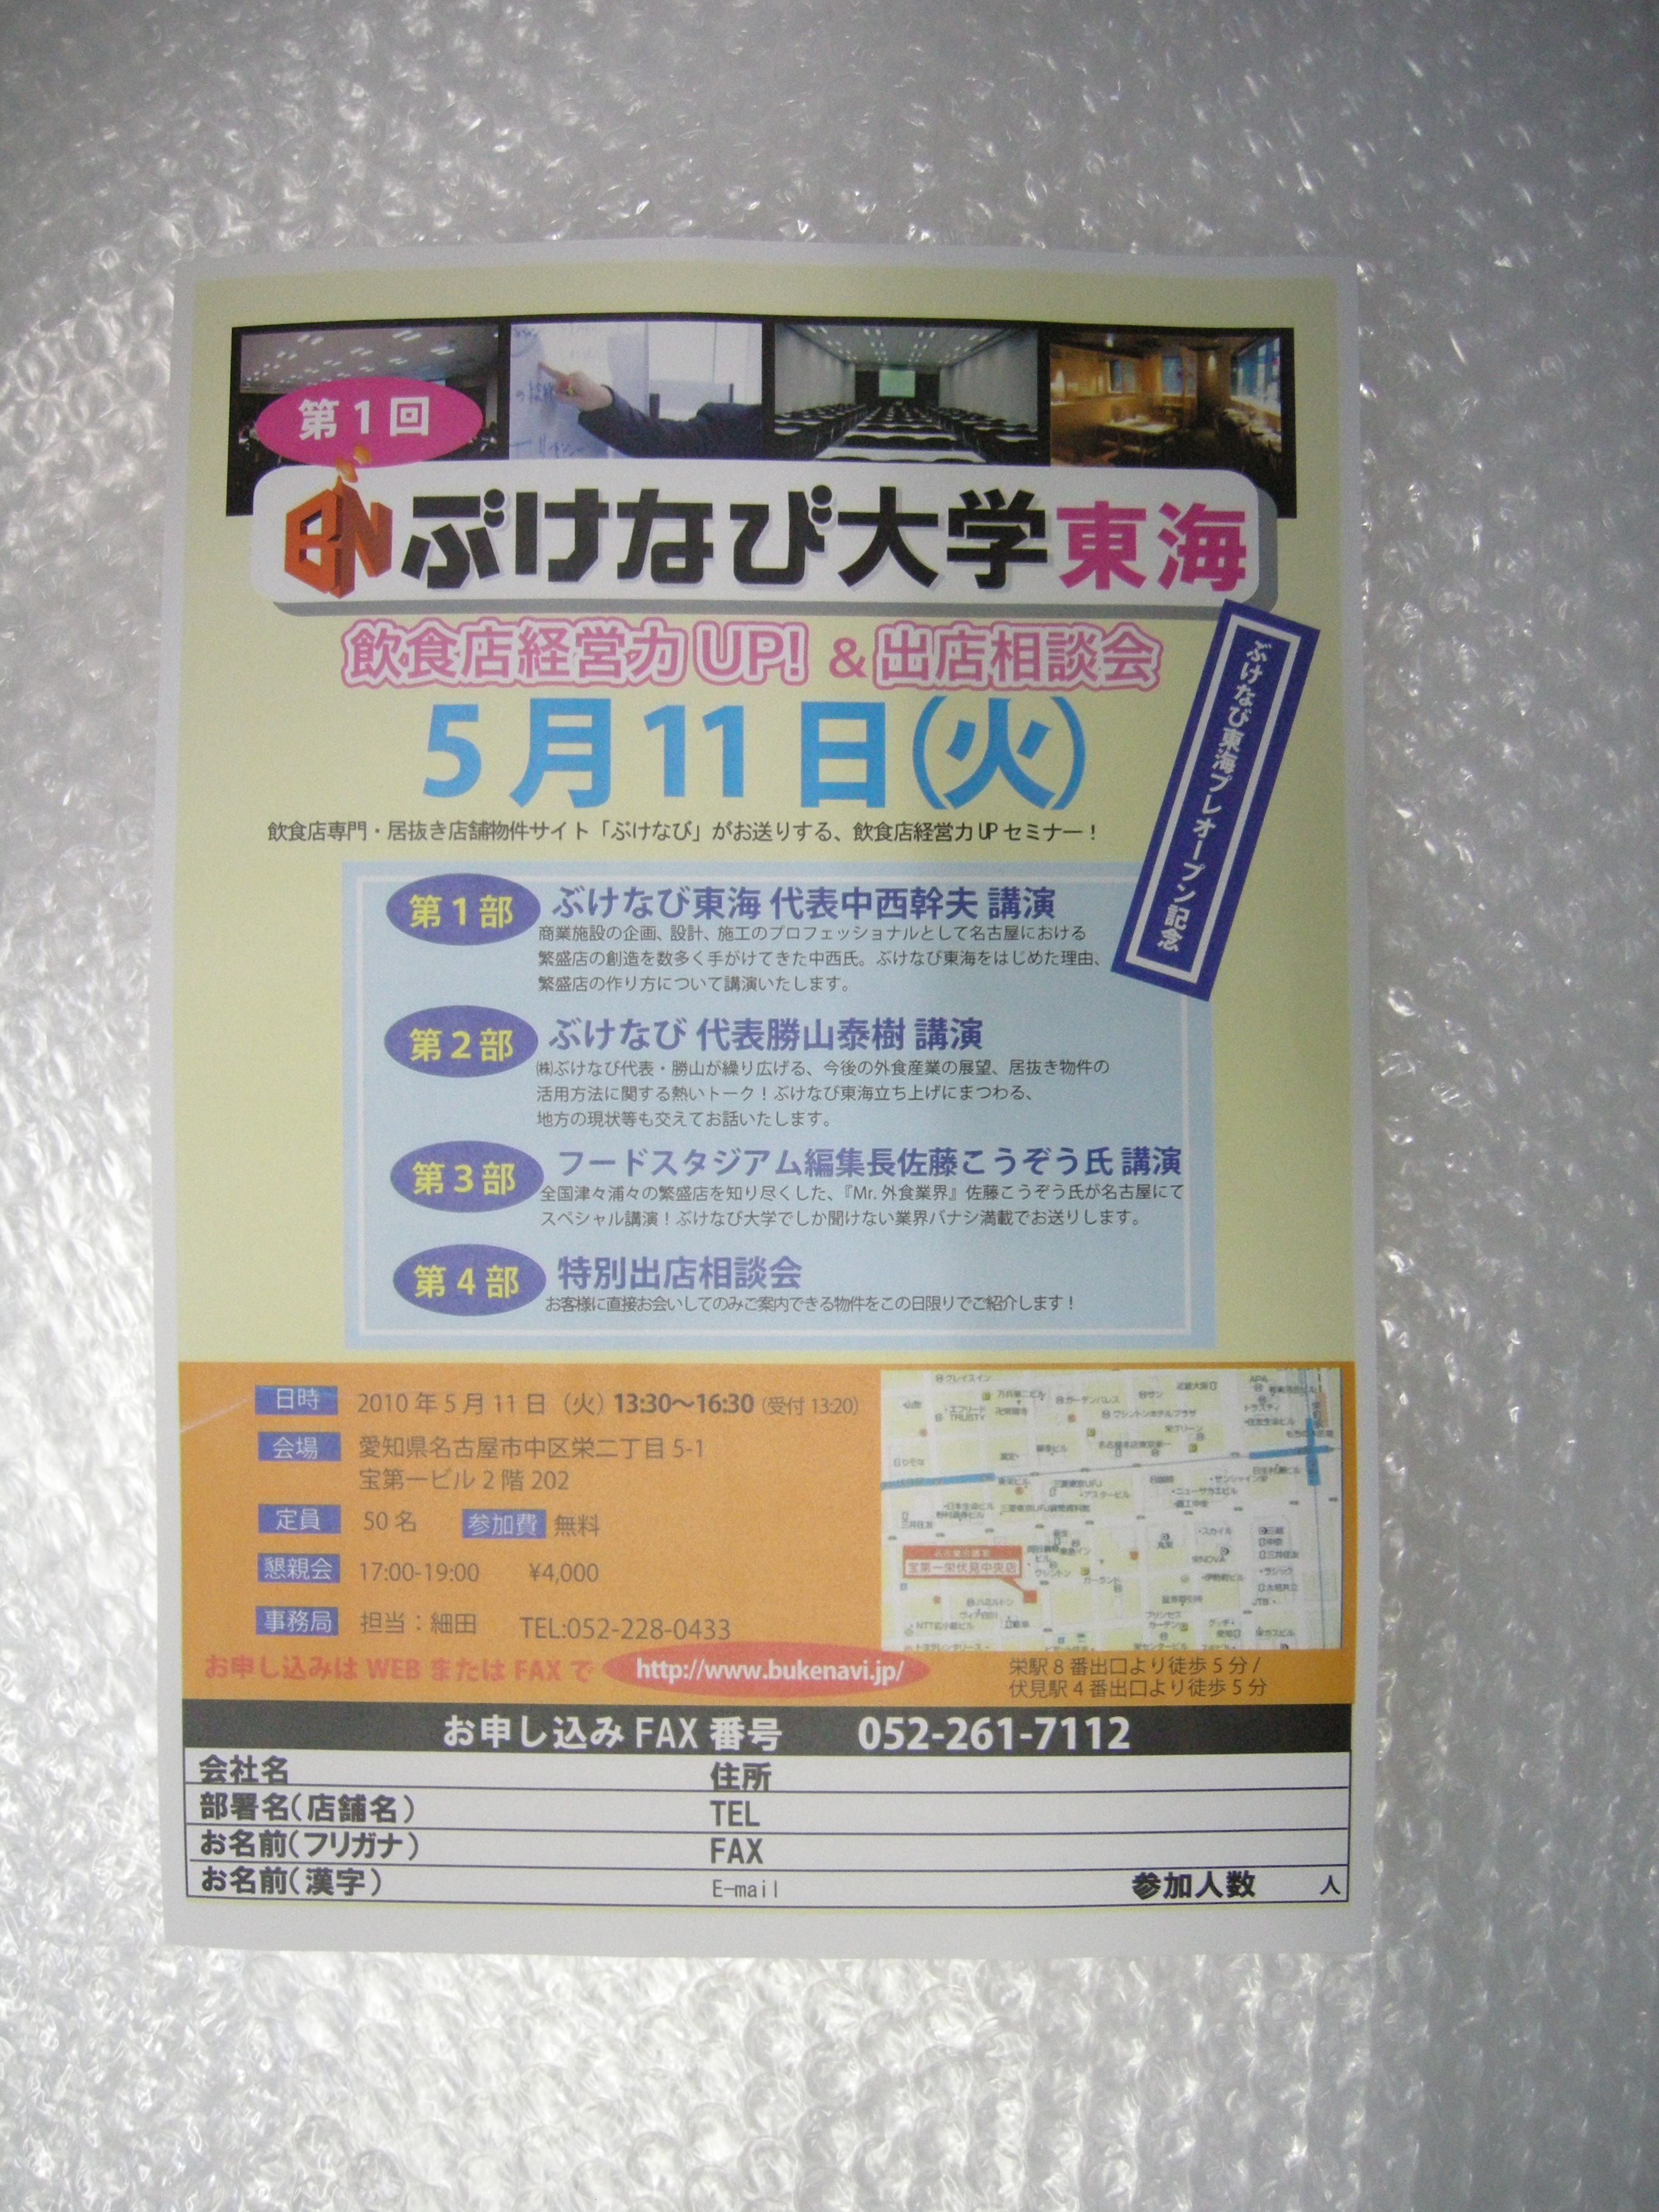 第1回
BN ぶけなび大学東海
飲食店経営力UP! & 出店相談会
5月11日(火)
ぶけなび東海プレオープン記念
飲食店専門・居抜き店舗物件サイト「ぶけなび」がお送りする、飲食店経営力UPセミナー!
第1部 ぶけなび東海 代表中西幹夫 講演
商業施設の企画、設計、施工のプロフェッショナルとして名古屋における
繁盛店の創造を数多く手がけてきた中西氏。ぶけなび東海をはじめた理由、
繁盛店の作り方について講演いたします。
第2部 ぶけなび 代表勝山泰樹 講演
㈱ぶけなび代表・勝山が繰り広げる、今後の外食産業の展望、居抜き物件の
活用方法に関する熱いトーク!ぶけなび東海立ち上げにまつわる、
地方の現状等も交えてお話いたします。
第3部 フードスタジアム編集長佐藤こうぞう氏 講演
全国津々浦々の繁盛店を知り尽くした、『Mr.外食業界』佐藤こうぞう氏が名古屋にて
スペシャル講演!ぶけなび大学でしか聞けない業界バナシ満載でお送りします。
第4部 特別出店相談会
お客様に直接お会いしてのみご案内できる物件をこの日限りでご紹介します!
日時 2010年5月11日(火)13:30〜16:30(受付13:20)
会場 愛知県名古屋市中区栄二丁目5-1
宝第一ビル2階202
定員 50名 参加費 無料
懇親会 17:00-19:00 ¥4,000
事務局 担当:細田 TEL:052-228-0433
宝第一栄伏見中央店
お申し込みはWEBまたはFAXで http://www.bukenavi.jp/
栄駅8番出口より徒歩5分/
伏見駅4番出口より徒歩5分
お申し込みFAX番号 052-261-7112
会社名 住所
部署名(店舗名) TEL
お名前(フリガナ) FAX
お名前(漢字) E-mail 参加人数 人